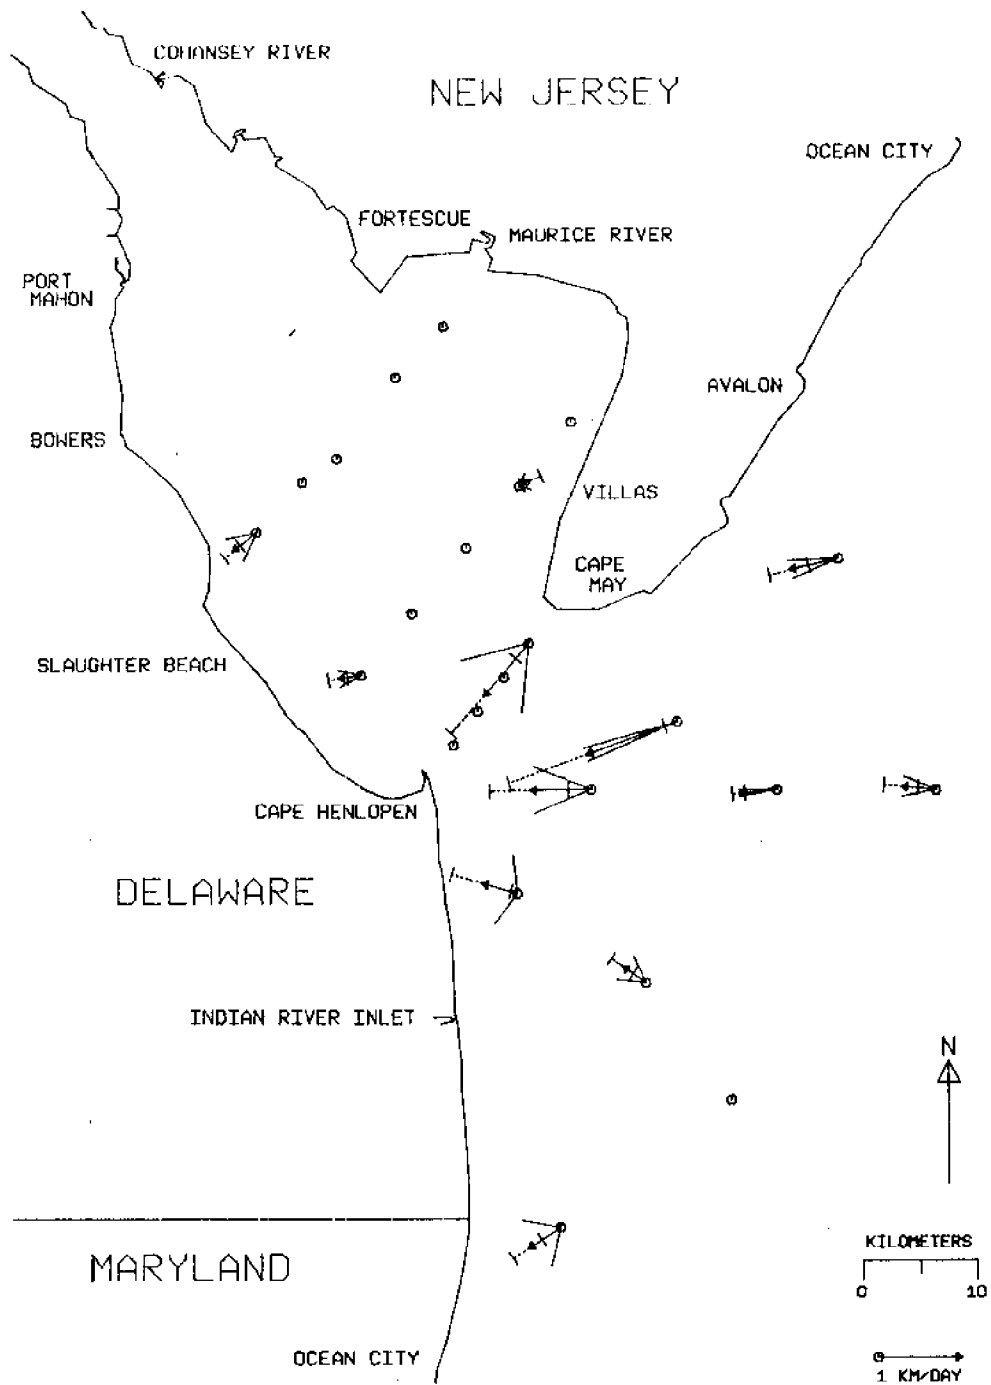 COHANSEY RIVER
NEW JERSEY
OCEAN CITY
FORTESCUE
MAURICE RIVER
PORT
MAHON
AVALON
BOWERS
VILLAS
CAPE
MAY
SLAUGHTER BEACH
CAPE HENLOPEN
DELAWARE
INDIAN RIVER INLET
N
KILOMETERS
MARYLAND
0 10
OCEAN CITY
1 KM/DAY